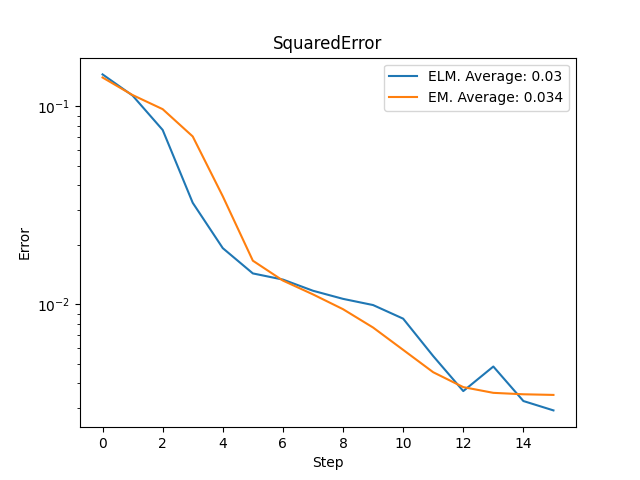 SquaredError
ELM. Average: 0.03
EM. Average: 0.034
10⁻¹
10⁻²
Error
0 2 4 6 8 10 12 14
Step